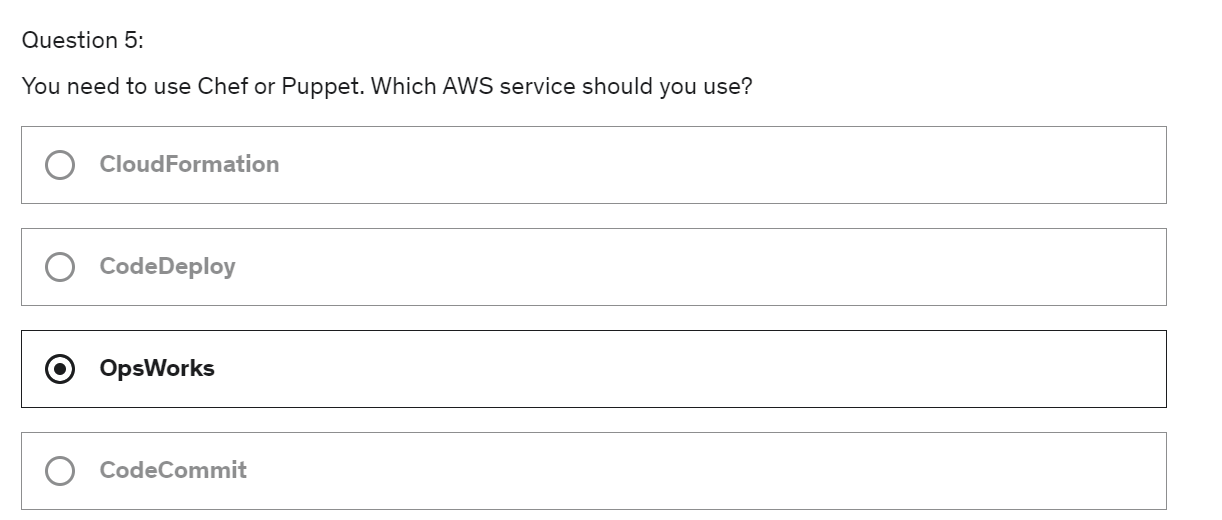 Question 5:
You need to use Chef or Puppet. Which AWS service should you use?
CloudFormation
CodeDeploy
OpsWorks
CodeCommit